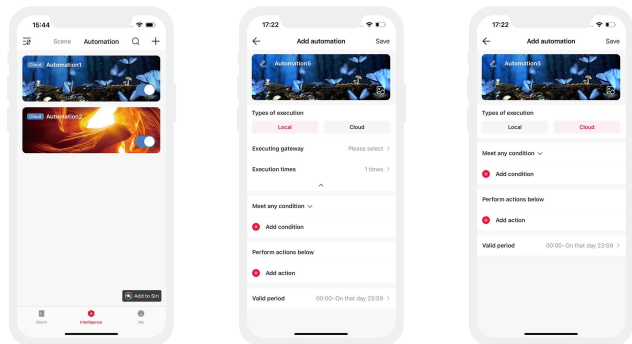 15:44
Scene Automation
Cloud Automation1
Cloud Automation2
Add to Siri
Intelligence
Me
17:22
Add automation Save
Automation5
Types of execution
Local Cloud
Executing gateway Please select >
Execution times 1 times >
Meet any condition
Add condition
Perform actions below
Add action
Valid period 00:00~On that day 23:59 >
17:22
Add automation Save
Automation5
Types of execution
Local Cloud
Meet any condition
Add condition
Perform actions below
Add action
Valid period 00:00~On that day 23:59 >